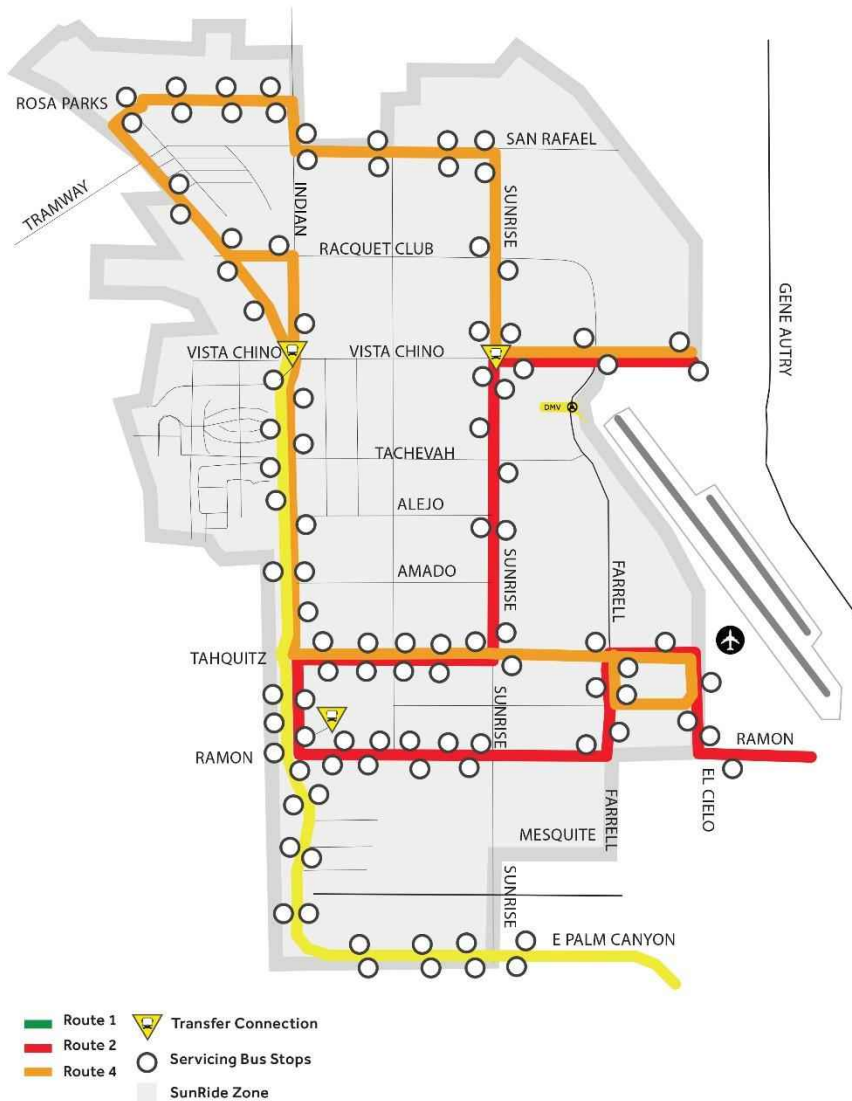 ROSA PARKS
SAN RAFAEL
TRAMWAY
INDIAN
SUNRISE
RACQUET CLUB
GENE AUTRY
VISTA CHINO
VISTA CHINO
DMV
TACHEVAH
ALEJO
AMADO
SUNRISE
FARRELL
TAHQUITZ
SUNRISE
RAMON
RAMON
FARRELL
EL CIELO
MESQUITE
SUNRISE
E PALM CANYON
Route 1
Route 2
Route 4
Transfer Connection
Servicing Bus Stops
SunRide Zone